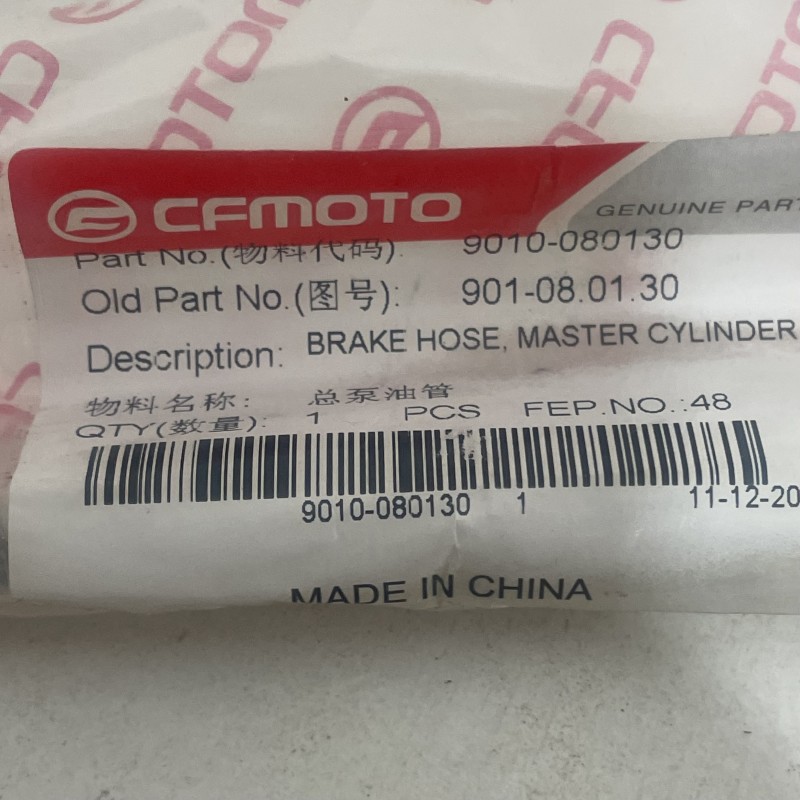 CFMOTO GENUINE PART
Part No.(物料代码): 9010-080130
Old Part No.(图号): 901-08.01.30
Description: BRAKE HOSE, MASTER CYLINDER
物料名称: 总泵油管
QTY(数量): 1 PCS FEP.NO.:48
9010-080130 1 11-12-20
MADE IN CHINA